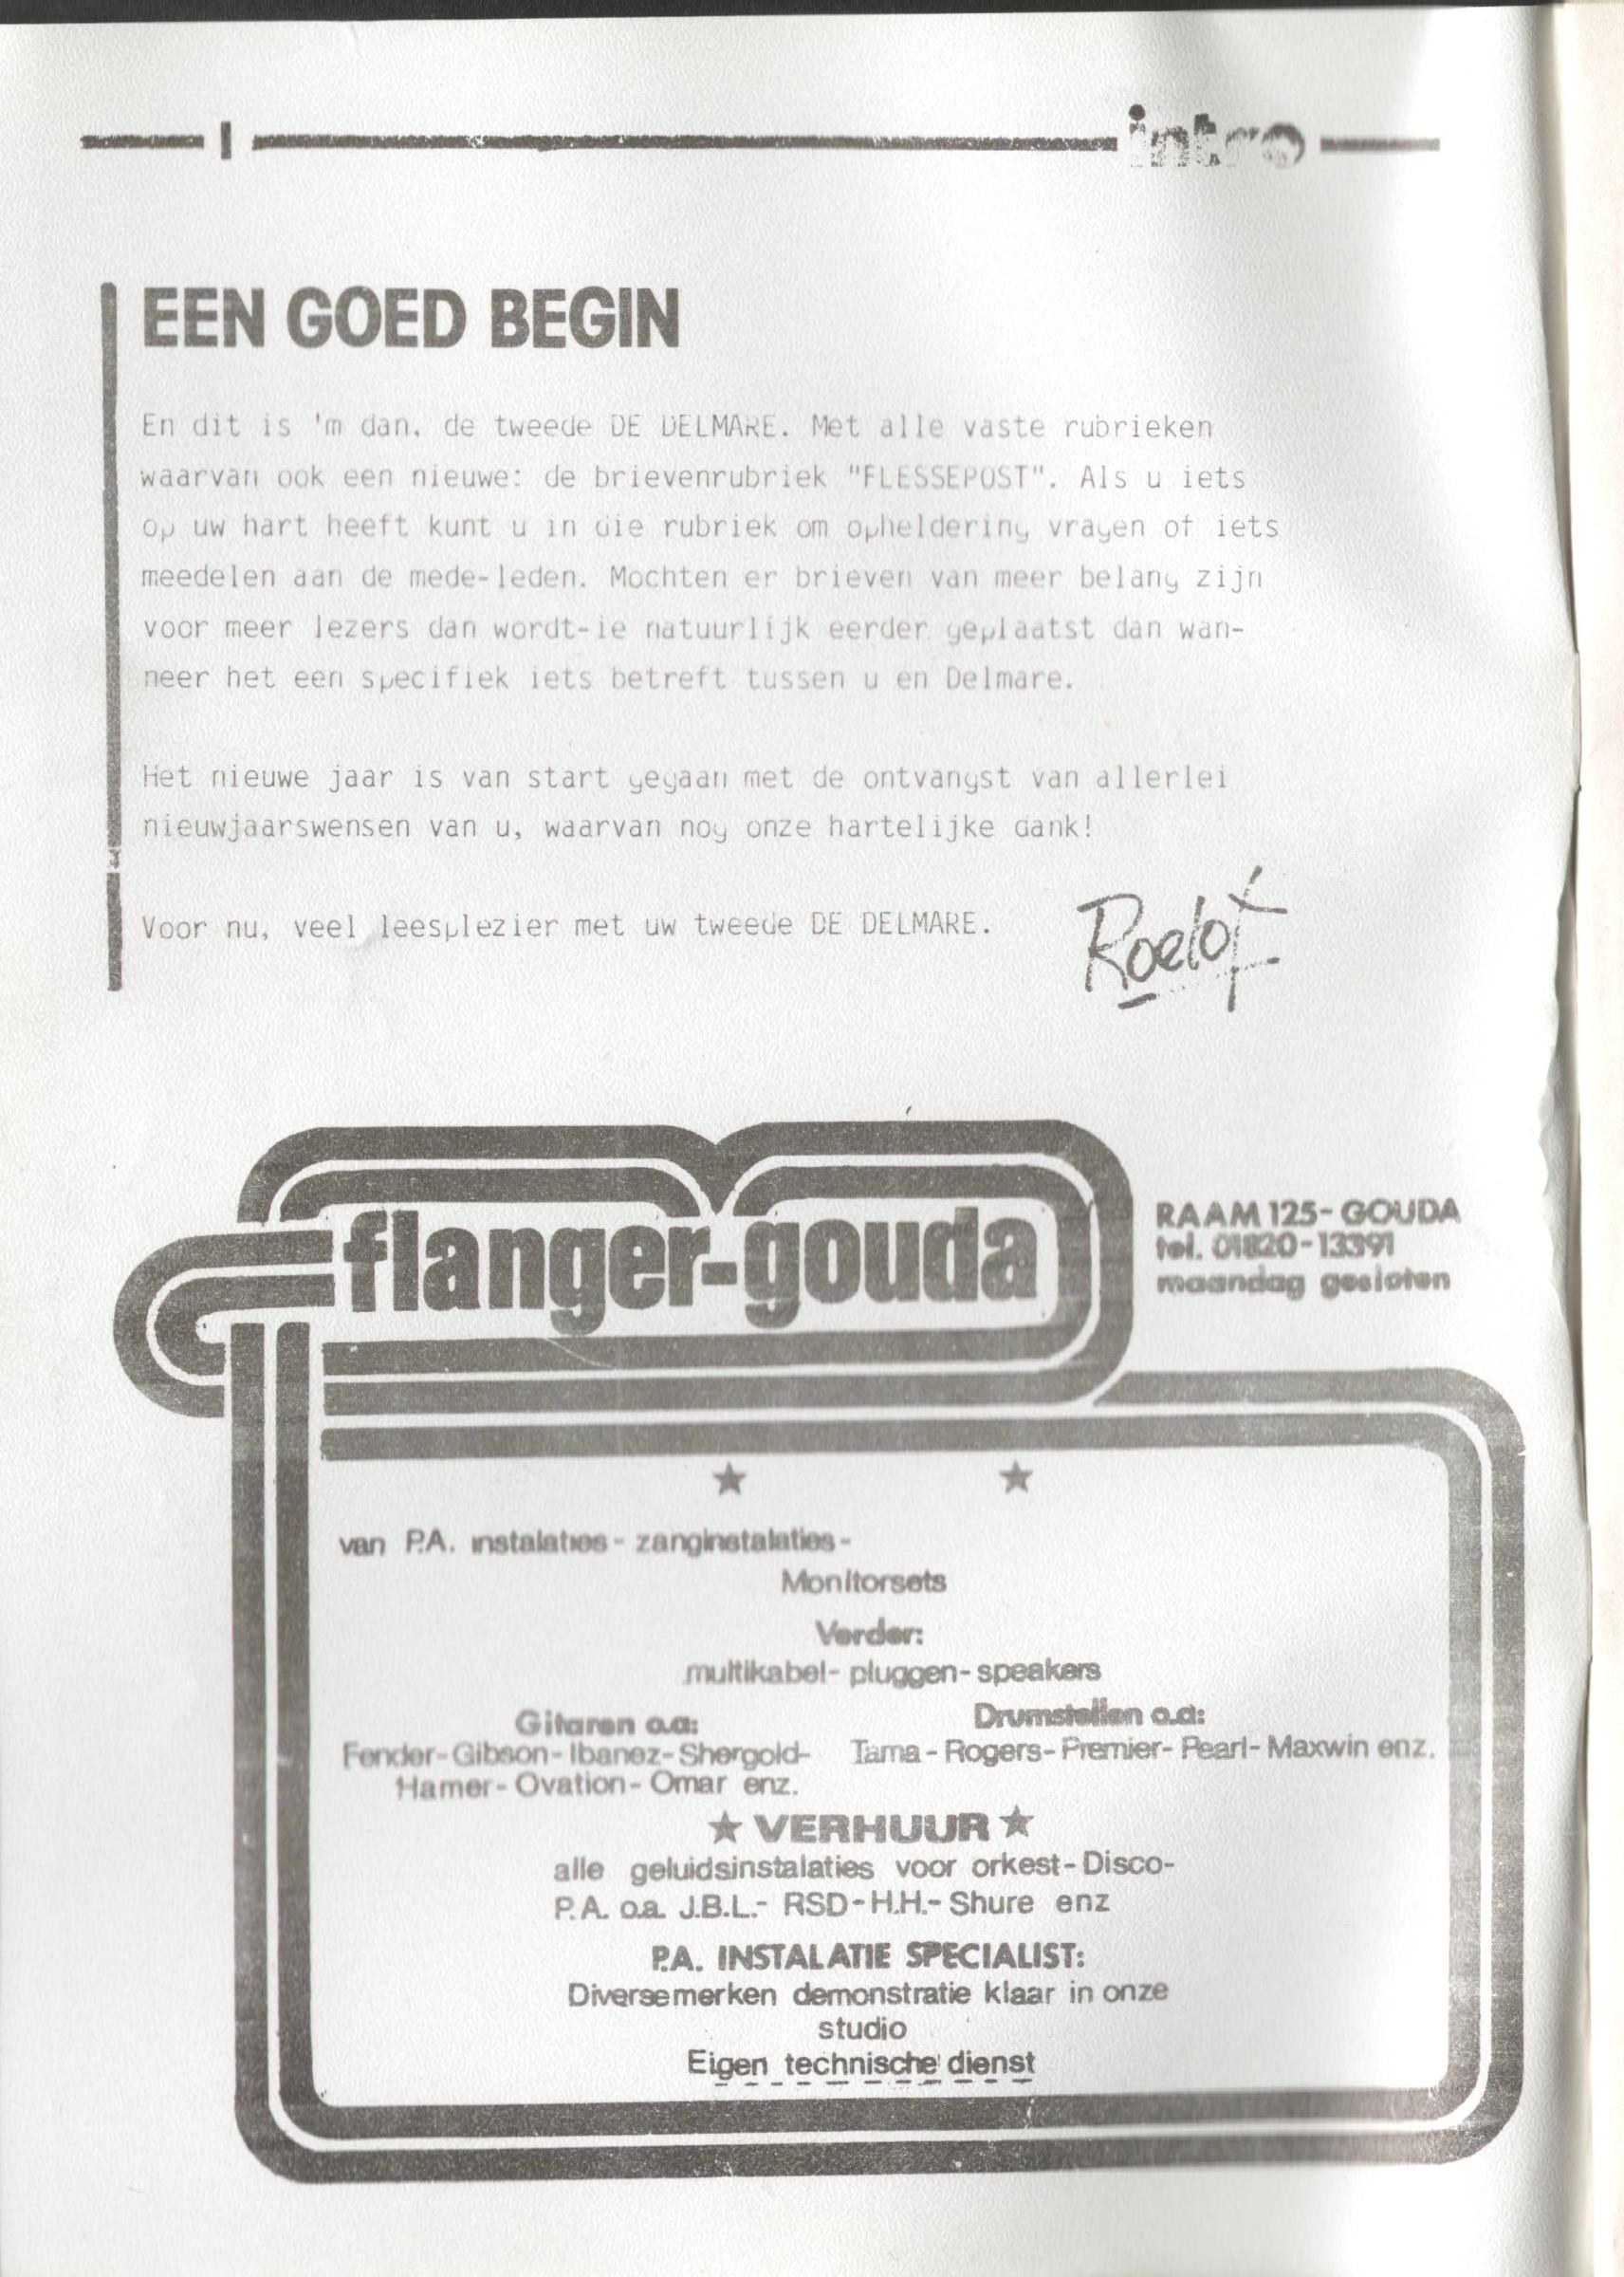 intro
EEN GOED BEGIN
En dit is 'm dan, de tweede DE DELMARE. Met alle vaste rubrieken
waarvan ook een nieuwe: de brievenrubriek "FLESSEPOST". Als u iets
op uw hart heeft kunt u in die rubriek om opheldering vragen of iets
meedelen aan de mede-leden. Mochten er brieven van meer belang zijn
voor meer lezers dan wordt-ie natuurlijk eerder geplaatst dan wan-
neer het een specifiek iets betreft tussen u en Delmare.
Het nieuwe jaar is van start gegaan met de ontvangst van allerlei
nieuwjaarswensen van u, waarvan nog onze hartelijke dank!
Voor nu, veel leesplezier met uw tweede DE DELMARE.
Roelof
flanger-gouda
RAAM 125-GOUDA
tel. 01820-13391
maandag gesloten
van P.A. instalaties - zanginstalaties -
Monitorsets
Verder:
multikabel - pluggen - speakers
Gitaren o.a:
Fender-Gibson-Ibanez-Shergold-
Hamer- Ovation- Omar enz.
Drumstellen o.a:
Tama - Rogers- Premier- Pearl- Maxwin enz.
★ VERHUUR ★
alle geluidsinstalaties voor orkest-Disco-
P.A. o.a. J.B.L.- RSD-H.H.- Shure enz
P.A. INSTALATIE SPECIALIST:
Diverse merken demonstratie klaar in onze
studio
Eigen technische dienst